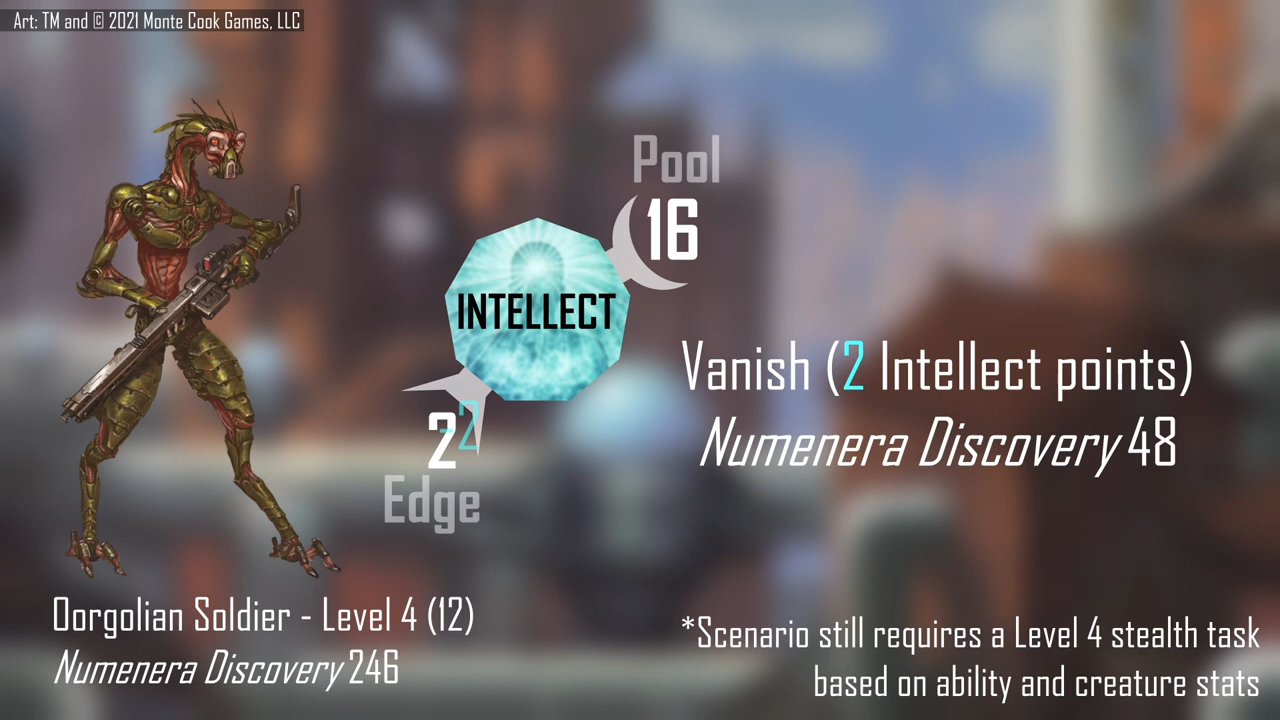 Art: TM and © 2021 Monte Cook Games, LLC
Pool
16
INTELLECT
2 -2
Edge
Vanish (2 Intellect points)
Numenera Discovery 48
Oorgolian Soldier - Level 4 (12)
Numenera Discovery 246
*Scenario still requires a Level 4 stealth task
based on ability and creature stats